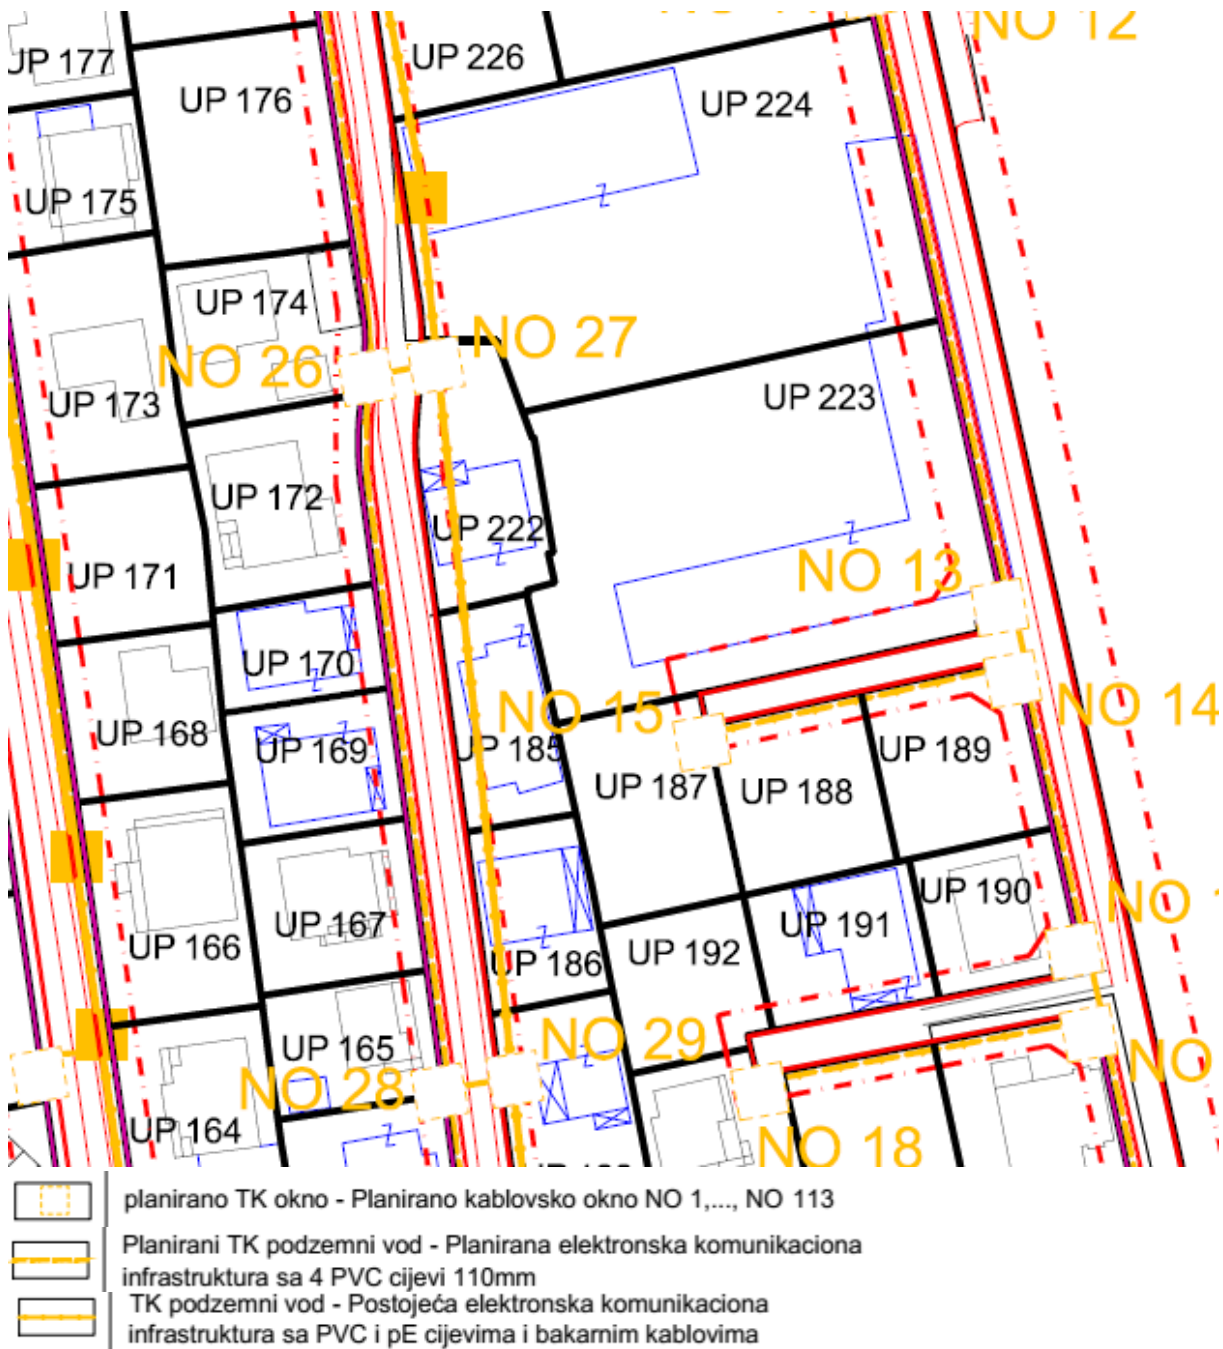 NO 12
UP 177
UP 226
UP 176
UP 224
UP 175
UP 174
NO 27
NO 26
UP 173
UP 223
UP 172
UP 222
NO 13
UP 171
UP 170
NO 15
NO 14
UP 168
UP 169
UP 185
UP 189
UP 187
UP 188
UP 190
UP 167
UP 191
UP 166
UP 186
UP 192
UP 165
NO 29
NO 28
UP 164
NO 18
NO
planirano TK okno - Planirano kablovsko okno NO 1,..., NO 113
Planirani TK podzemni vod - Planirana elektronska komunikaciona
infrastruktura sa 4 PVC cijevi 110mm
TK podzemni vod - Postojeća elektronska komunikaciona
infrastruktura sa PVC i pE cijevima i bakarnim kablovima